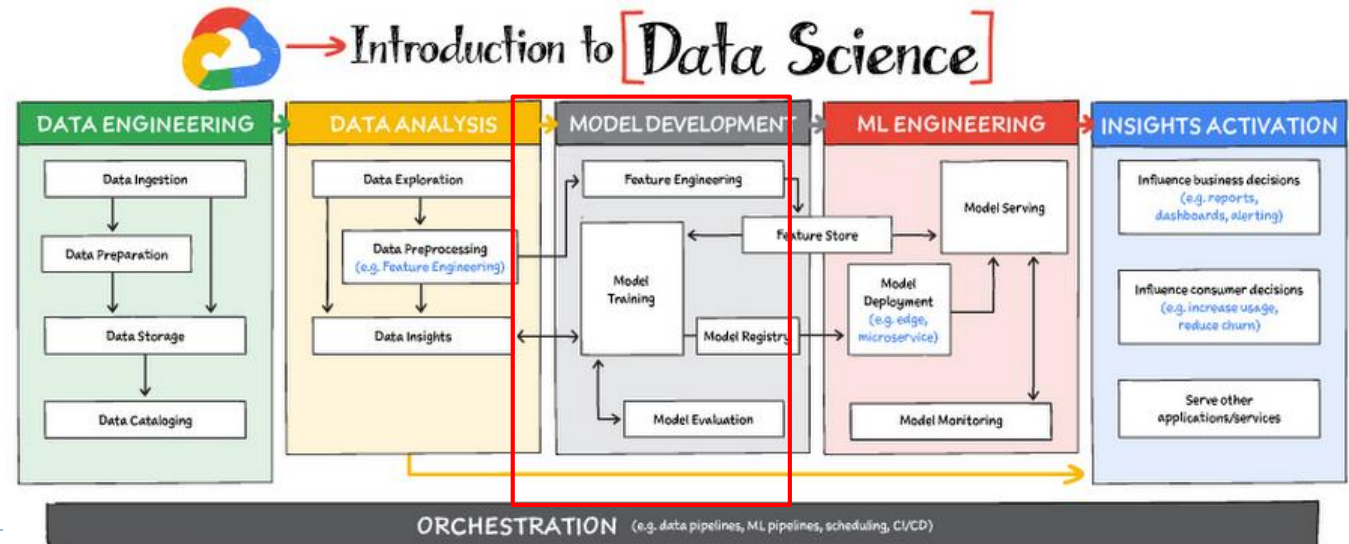 Introduction to [Data Science]
DATA ENGINEERING
Data Ingestion
Data Preparation
Data Storage
Data Cataloging
DATA ANALYSIS
Data Exploration
Data Preprocessing
(e.g. Feature Engineering)
Data Insights
MODEL DEVELOPMENT
Feature Engineering
Feature Store
Model
Training
Model Registry
Model Evaluation
ML ENGINEERING
Model Serving
Model
Deployment
(e.g. edge,
microservice)
Model Monitoring
INSIGHTS ACTIVATION
Influence business decisions
(e.g. reports,
dashboards, alerting)
Influence consumer decisions
(e.g. increase usage,
reduce churn)
Serve other
applications/services
ORCHESTRATION (e.g. data pipelines, ML pipelines, scheduling, CI/CD)